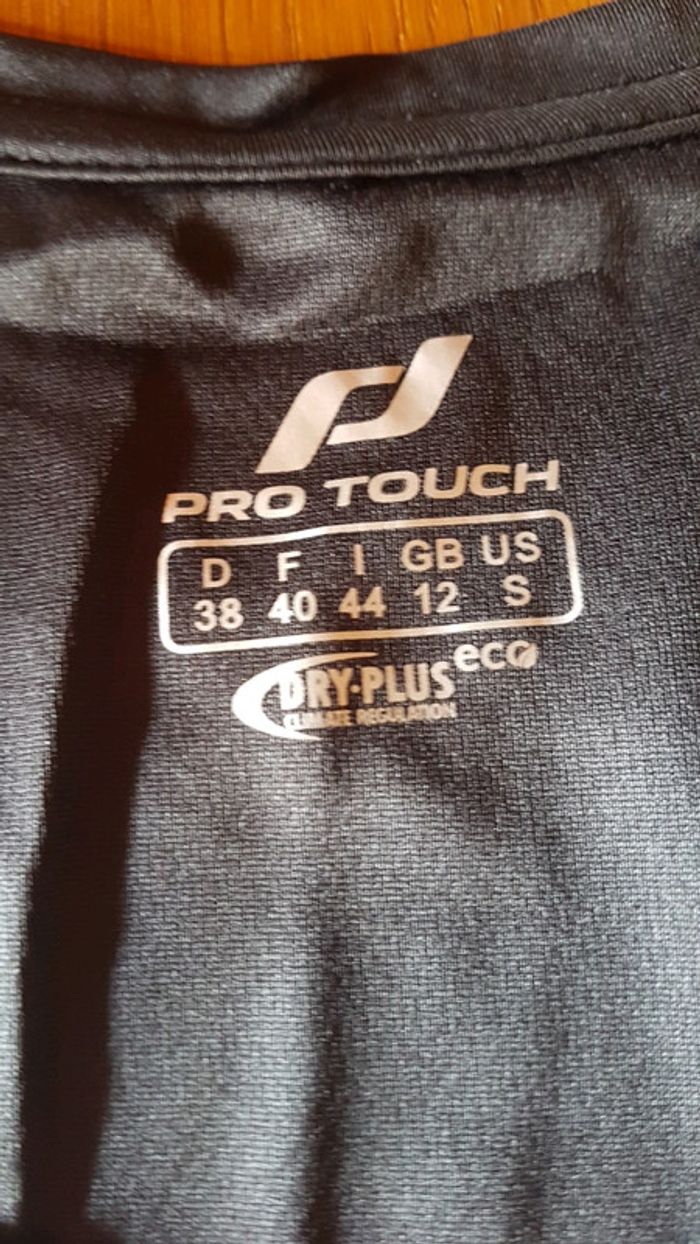 PRO TOUCH
D F I GB US
38 40 44 12 S
DRY·PLUS eco
CLIMATE REGULATION